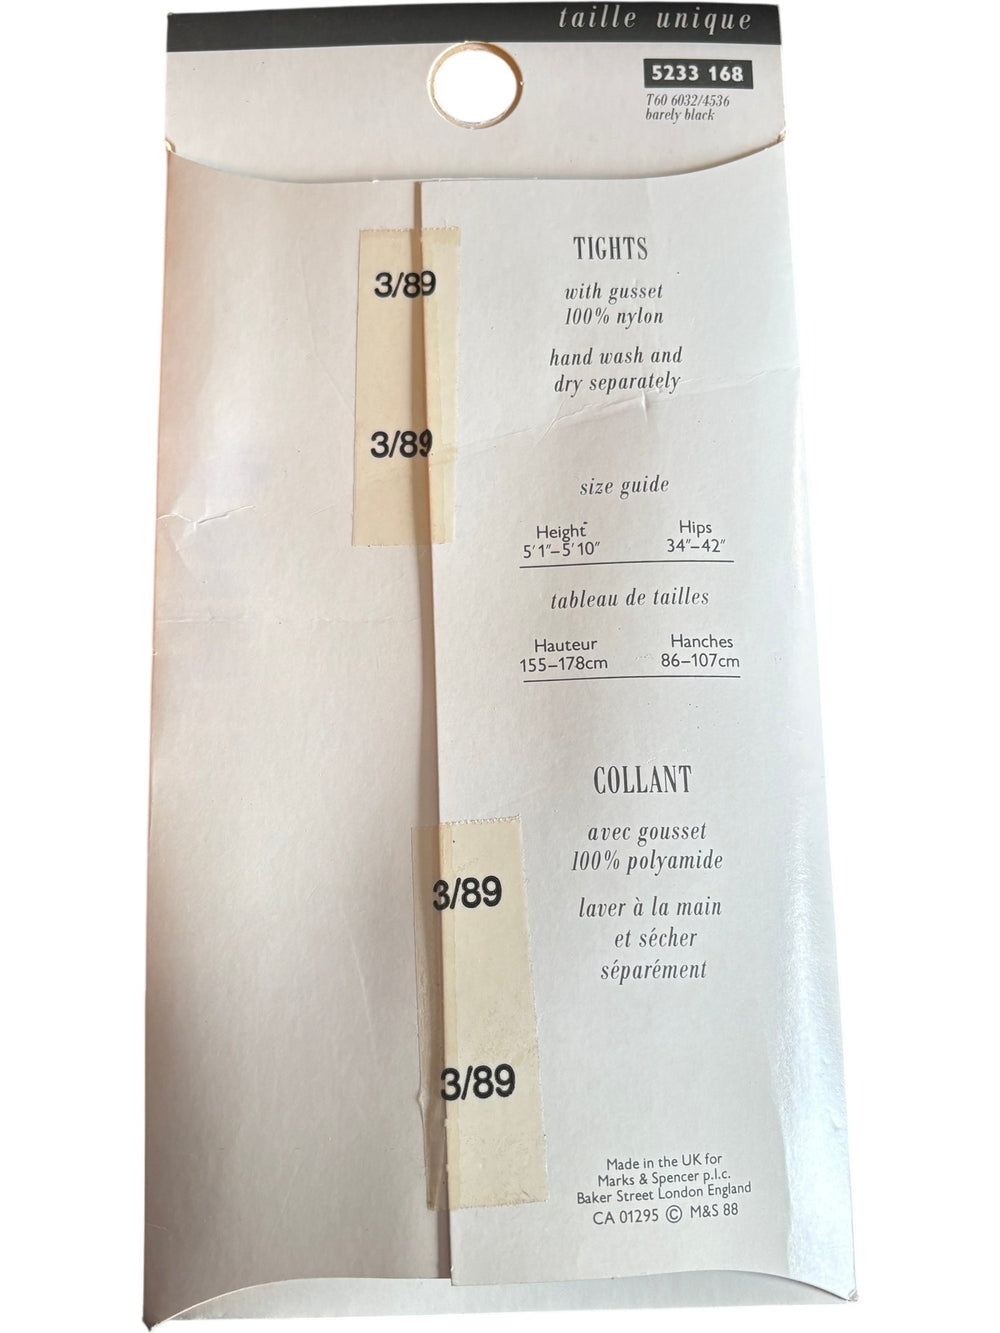 taille unique
5233 168
T60 6032/4536
barely black
3/89
3/89
TIGHTS
with gusset
100% nylon
hand wash and
dry separately
size guide
Height Hips
5'1"–5'10" 34"–42"
tableau de tailles
Hauteur Hanches
155–178cm 86–107cm
COLLANT
avec gousset
100% polyamide
laver à la main
et sécher
séparément
3/89
3/89
Made in the UK for
Marks & Spencer p.l.c.
Baker Street London England
CA 01295 © M&S 88